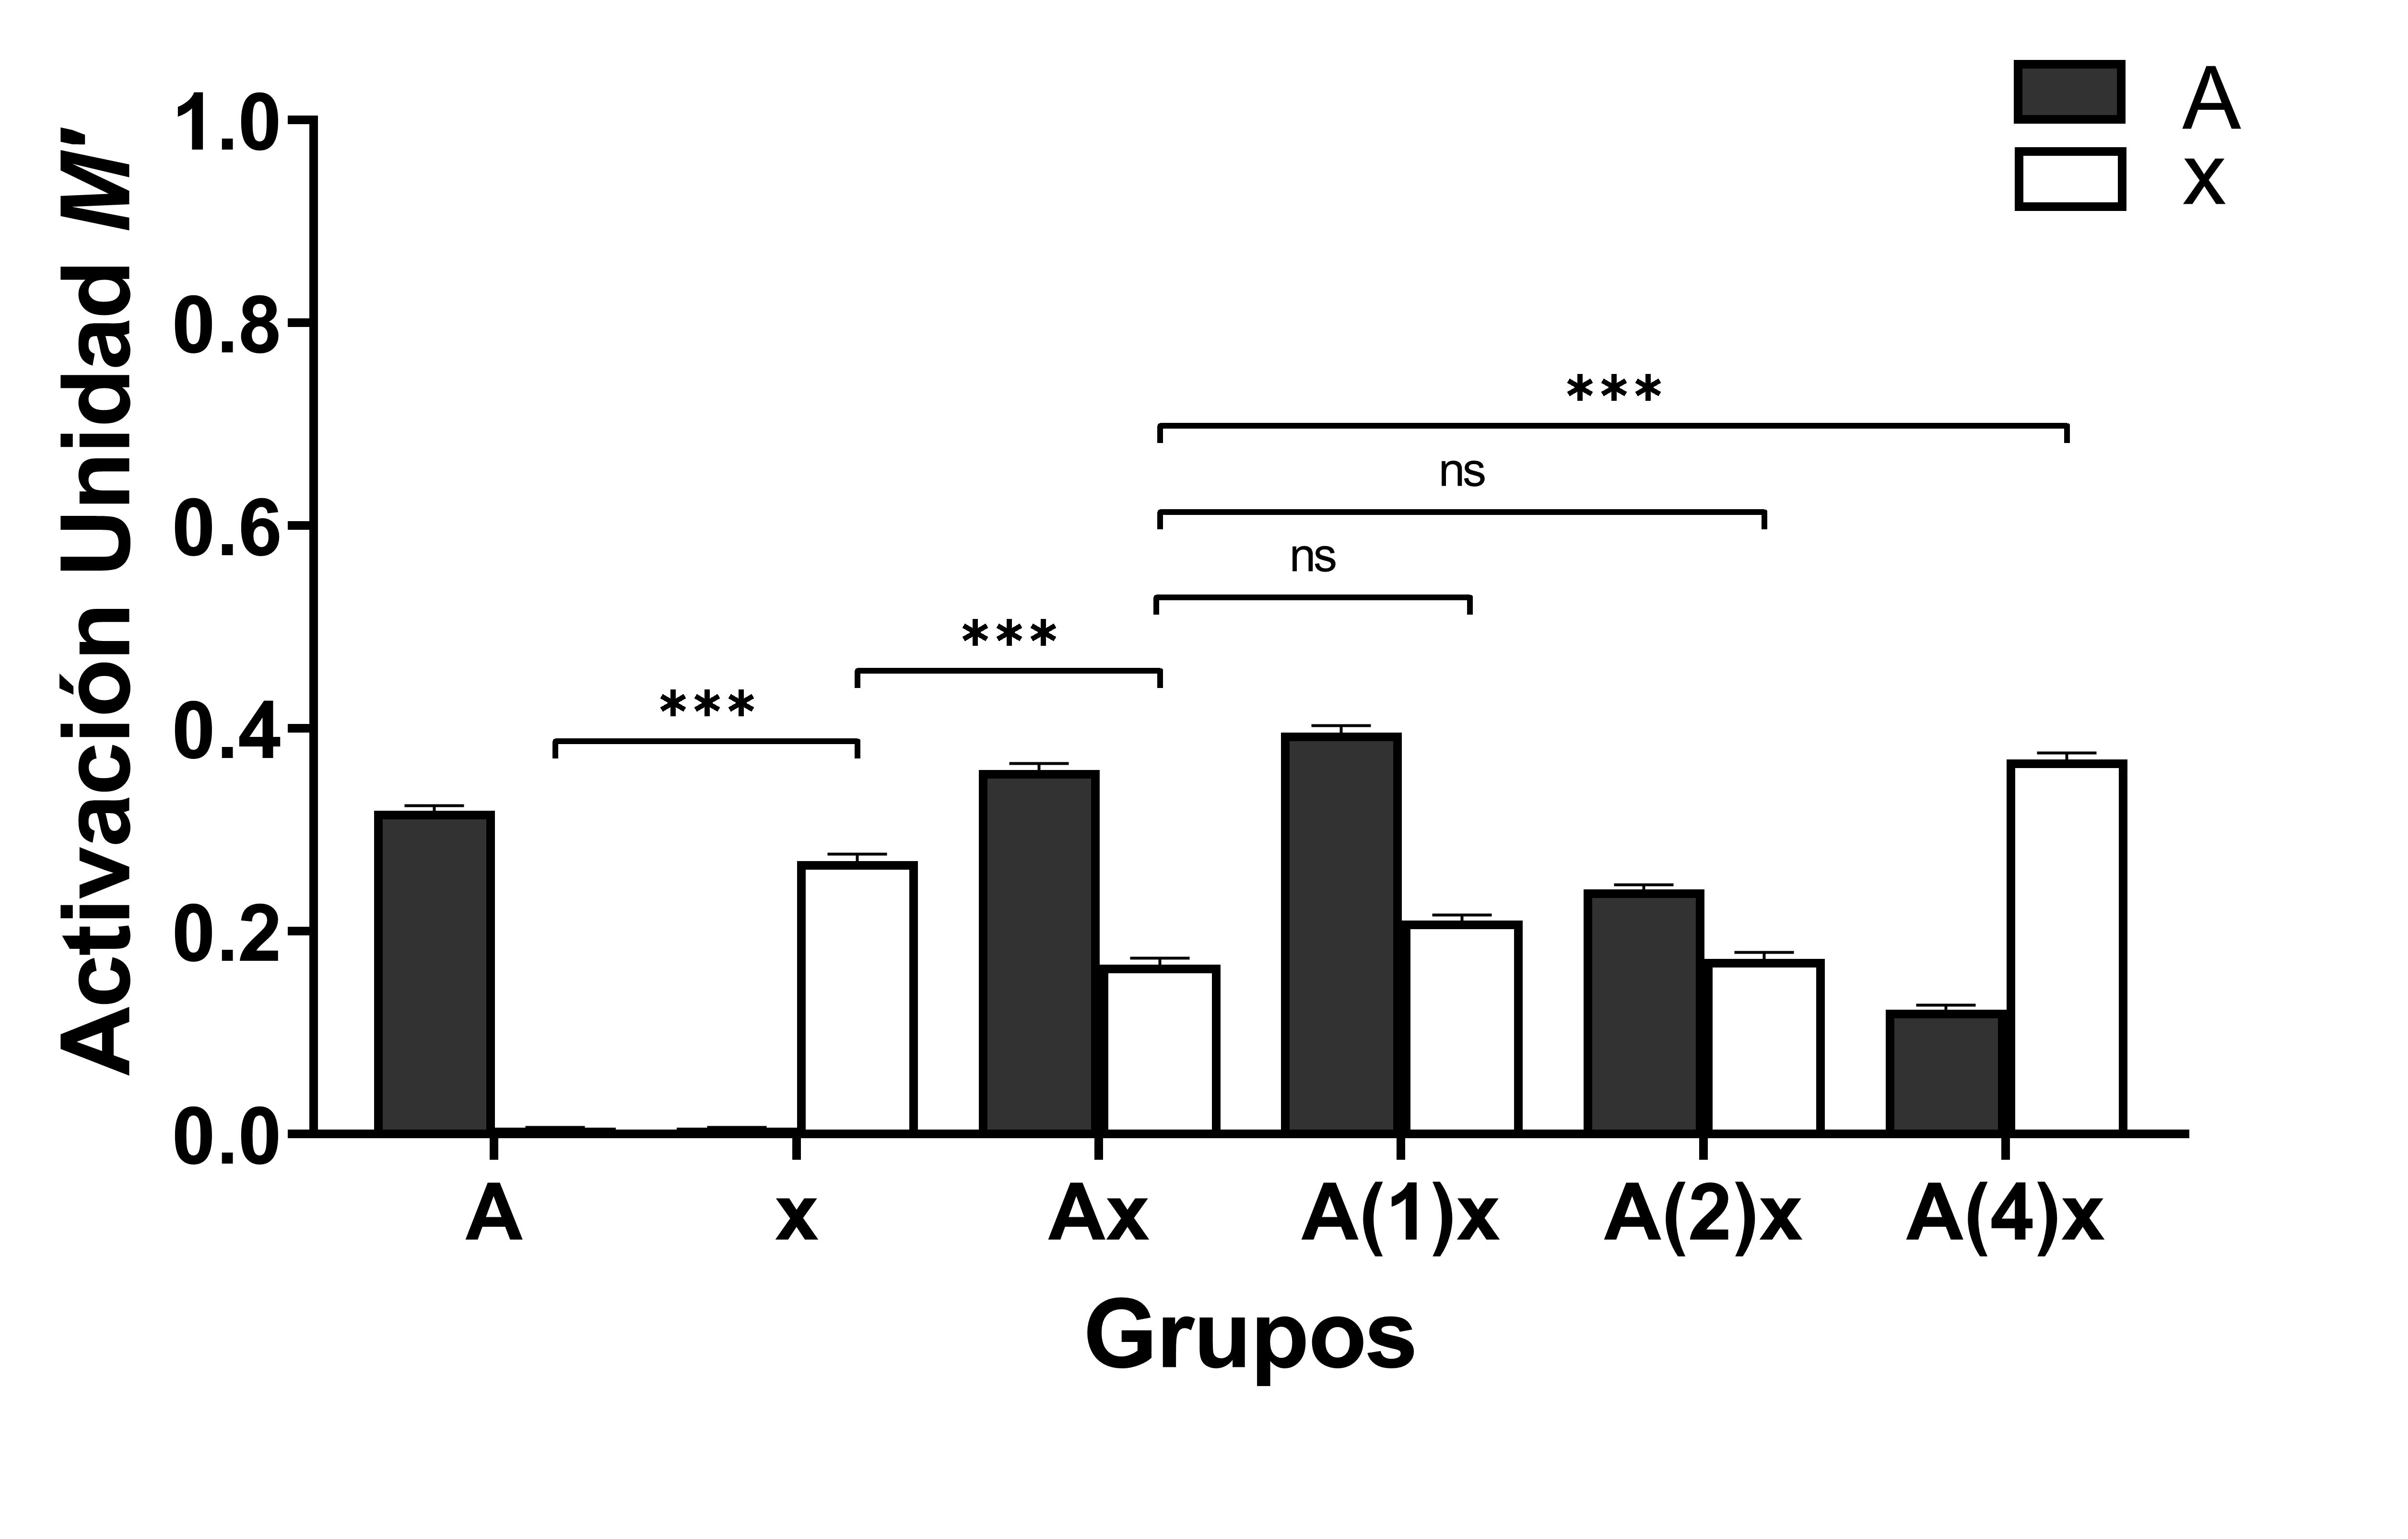 A
x
Activación Unidad M'
1.0
0.8
0.6
0.4
0.2
0.0
***
ns
ns
***
***
A x Ax A(1)x A(2)x A(4)x
Grupos